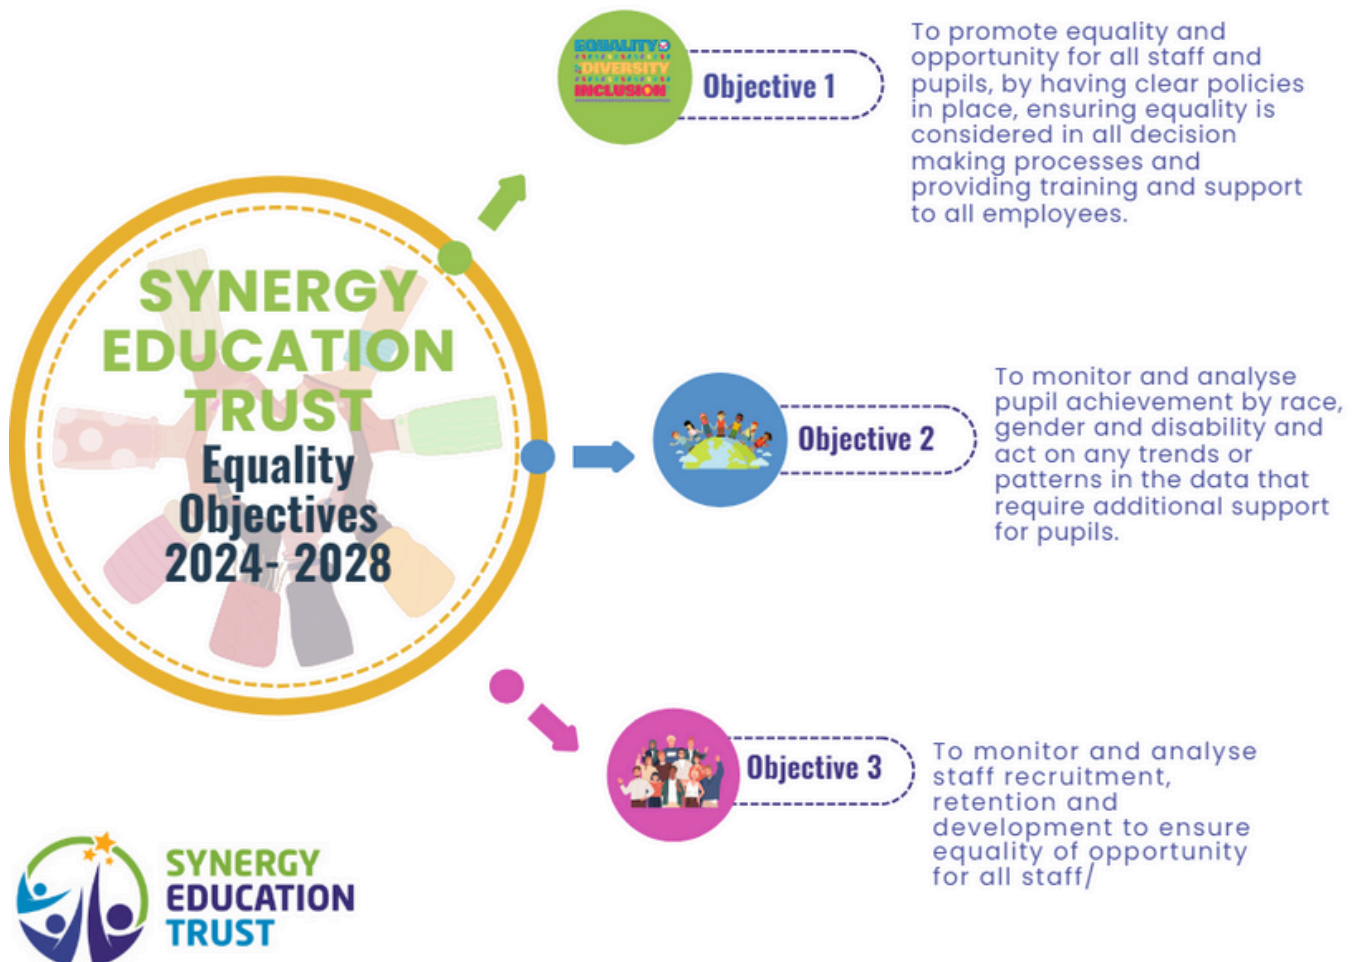 SYNERGY
EDUCATION
TRUST
Equality
Objectives
2024- 2028
EQUALITY
DIVERSITY
INCLUSION
Objective 1
To promote equality and
opportunity for all staff and
pupils, by having clear policies
in place, ensuring equality is
considered in all decision
making processes and
providing training and support
to all employees.
Objective 2
To monitor and analyse
pupil achievement by race,
gender and disability and
act on any trends or
patterns in the data that
require additional support
for pupils.
Objective 3
To monitor and analyse
staff recruitment,
retention and
development to ensure
equality of opportunity
for all staff/
SYNERGY
EDUCATION
TRUST